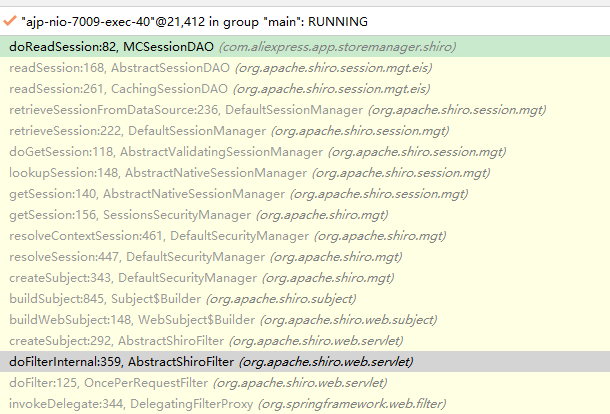 "ajp-nio-7009-exec-40"@21,412 in group "main": RUNNING
doReadSession:82, MCSessionDAO (com.aliexpress.app.storemanager.shiro)
readSession:168, AbstractSessionDAO (org.apache.shiro.session.mgt.eis)
readSession:261, CachingSessionDAO (org.apache.shiro.session.mgt.eis)
retrieveSessionFromDataSource:236, DefaultSessionManager (org.apache.shiro.session.mgt)
retrieveSession:222, DefaultSessionManager (org.apache.shiro.session.mgt)
doGetSession:118, AbstractValidatingSessionManager (org.apache.shiro.session.mgt)
lookupSession:148, AbstractNativeSessionManager (org.apache.shiro.session.mgt)
getSession:140, AbstractNativeSessionManager (org.apache.shiro.session.mgt)
getSession:156, SessionsSecurityManager (org.apache.shiro.mgt)
resolveContextSession:461, DefaultSecurityManager (org.apache.shiro.mgt)
resolveSession:447, DefaultSecurityManager (org.apache.shiro.mgt)
createSubject:343, DefaultSecurityManager (org.apache.shiro.mgt)
buildSubject:845, Subject$Builder (org.apache.shiro.subject)
buildWebSubject:148, WebSubject$Builder (org.apache.shiro.web.subject)
createSubject:292, AbstractShiroFilter (org.apache.shiro.web.servlet)
doFilterInternal:359, AbstractShiroFilter (org.apache.shiro.web.servlet)
doFilter:125, OncePerRequestFilter (org.apache.shiro.web.servlet)
invokeDelegate:344, DelegatingFilterProxy (org.springframework.web.filter)